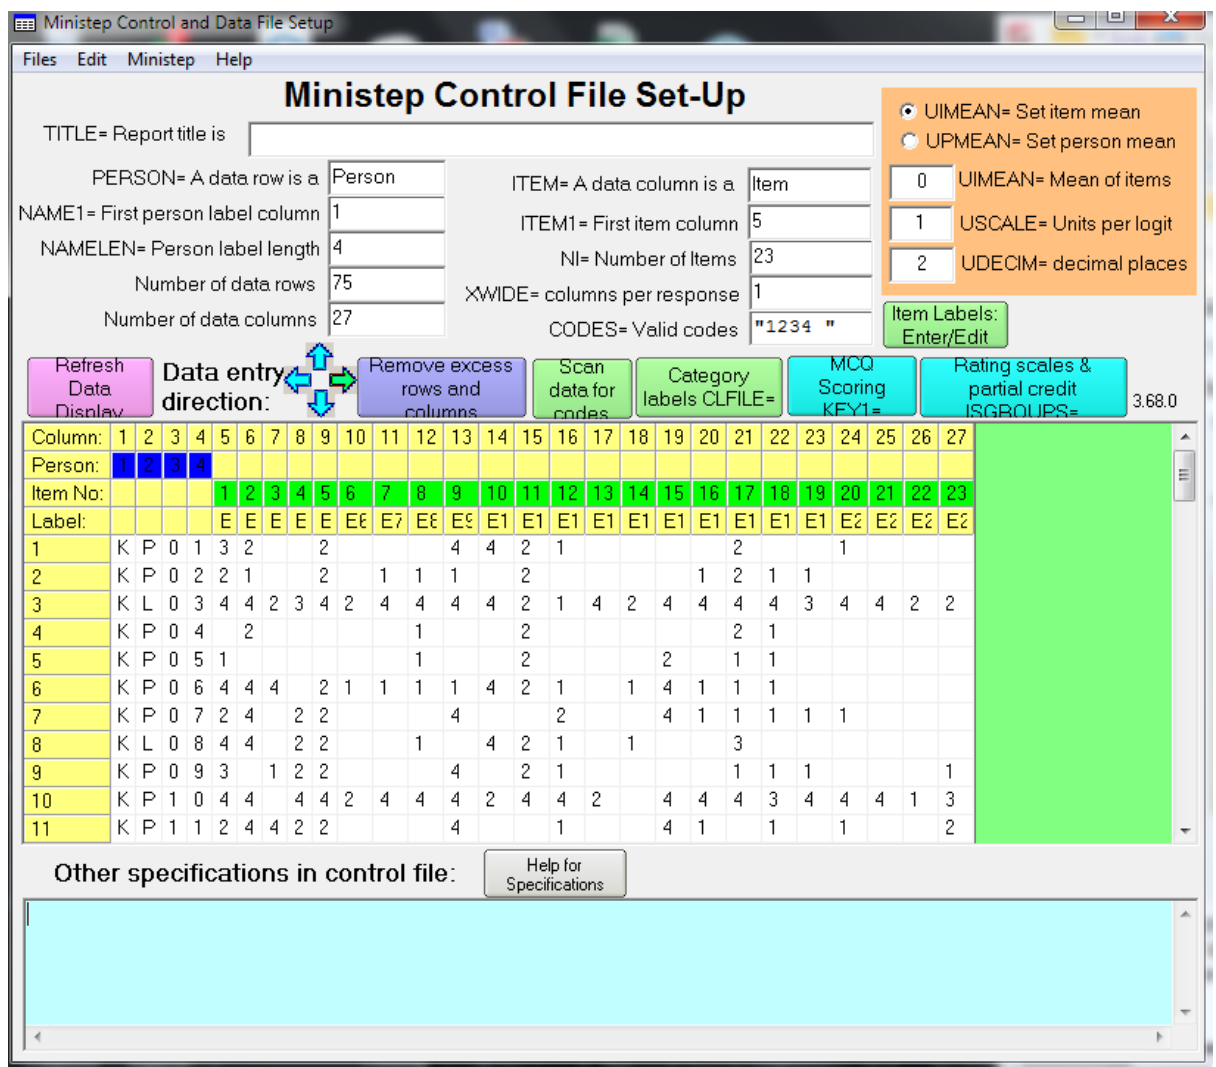 Ministep Control and Data File Setup
Files Edit Ministep Help
Ministep Control File Set-Up
TITLE= Report title is
PERSON= A data row is a Person
NAME1= First person label column 1
NAMELEN= Person label length 4
Number of data rows 75
Number of data columns 27
ITEM= A data column is a Item
ITEM1= First item column 5
NI= Number of Items 23
XWIDE= columns per response 1
CODES= Valid codes "1234 "
UIMEAN= Set item mean
UPMEAN= Set person mean
0 UIMEAN= Mean of items
1 USCALE= Units per logit
2 UDECIM= decimal places
Item Labels:
Enter/Edit
Refresh
Data
Display
Data entry
direction:
Remove excess
rows and
columns
Scan
data for
codes
Category
labels CLFILE=
MCQ
Scoring
KEY1=
Rating scales &
partial credit
ISGROUPS=
3.68.0
Column: 1 2 3 4 5 6 7 8 9 10 11 12 13 14 15 16 17 18 19 20 21 22 23 24 25 26 27
Person: 1 2 3 4
Item No: 1 2 3 4 5 6 7 8 9 10 11 12 13 14 15 16 17 18 19 20 21 22 23
Label: E E E E E E6 E7 E8 E9 E1 E1 E1 E1 E1 E1 E1 E1 E1 E1 E2 E2 E2 E2
1 K P 0 1 3 2 2 4 4 2 1 2 1
2 K P 0 2 2 1 2 1 1 1 2 1 2 1 1
3 K L 0 3 4 4 2 3 4 2 4 4 4 4 2 1 4 2 4 4 4 4 3 4 4 2 2
4 K P 0 4 2 1 2 2 1
5 K P 0 5 1 1 2 2 1 1
6 K P 0 6 4 4 4 2 1 1 1 1 4 2 1 1 4 1 1 1
7 K P 0 7 2 4 2 2 4 2 4 1 1 1 1 1
8 K L 0 8 4 4 2 2 1 4 2 1 1 3
9 K P 0 9 3 1 2 2 4 2 1 1 1 1 1
10 K P 1 0 4 4 4 4 2 4 4 4 2 4 4 2 4 4 4 3 4 4 4 1 3
11 K P 1 1 2 4 4 2 2 4 1 4 1 1 1 2
Other specifications in control file:
Help for
Specifications